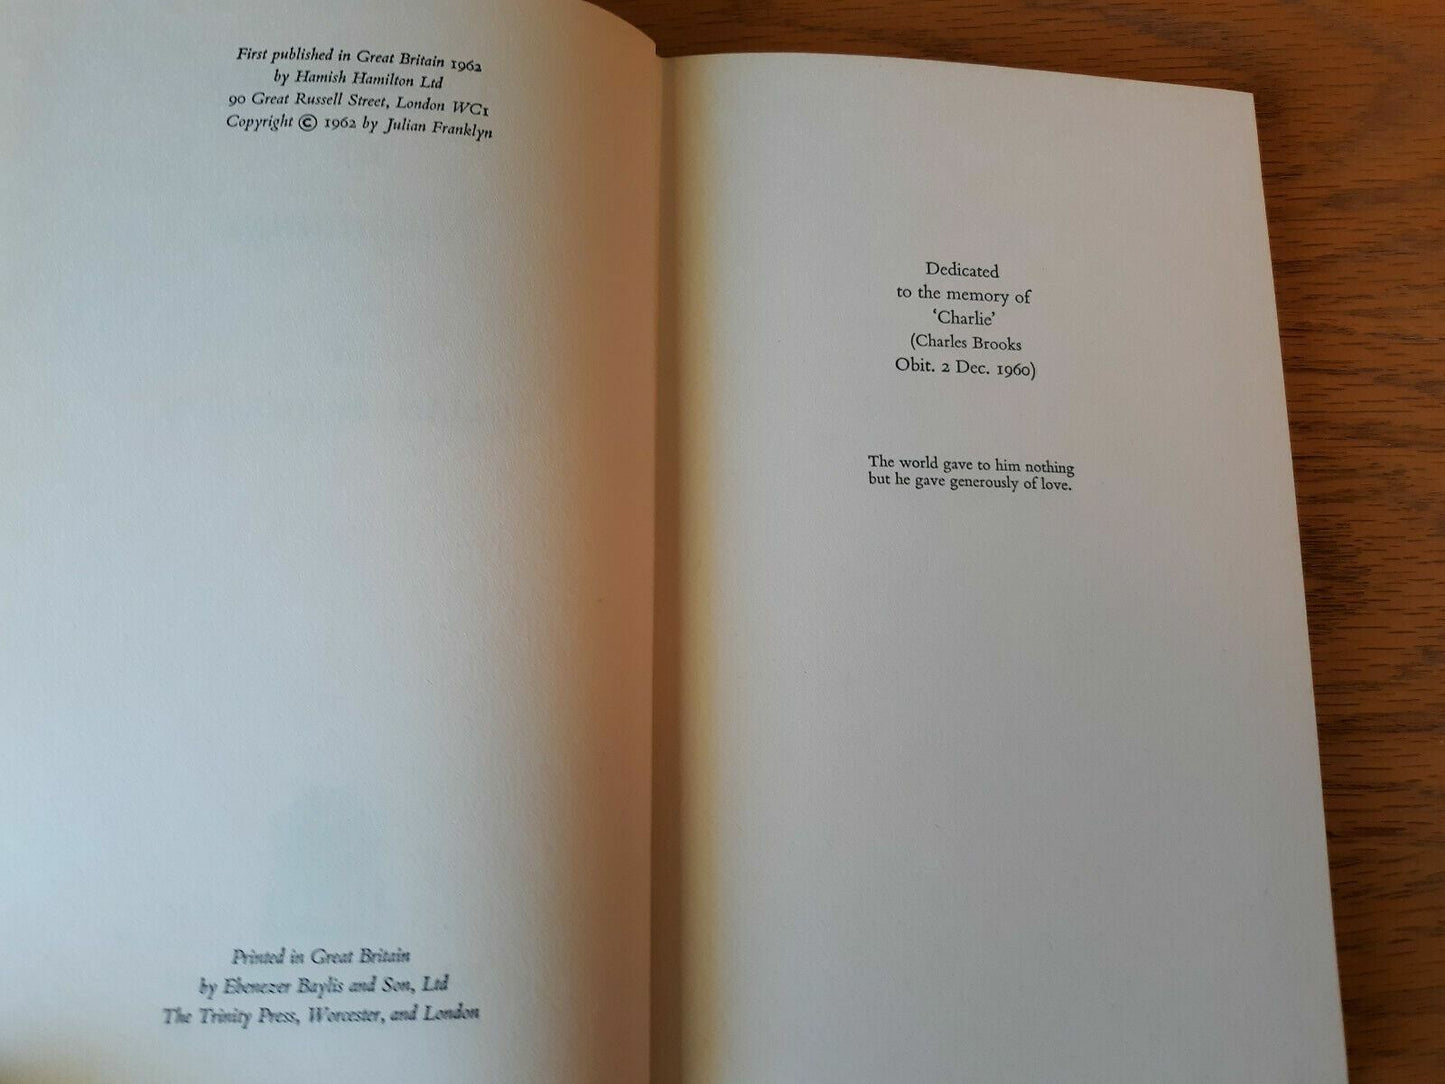 First published in Great Britain 1962
by Hamish Hamilton Ltd
90 Great Russell Street, London WC1
Copyright © 1962 by Julian Franklyn
Printed in Great Britain
by Ebenezer Baylis and Son, Ltd
The Trinity Press, Worcester, and London
Dedicated
to the memory of
‘Charlie’
(Charles Brooks
Obit. 2 Dec. 1960)
The world gave to him nothing
but he gave generously of love.